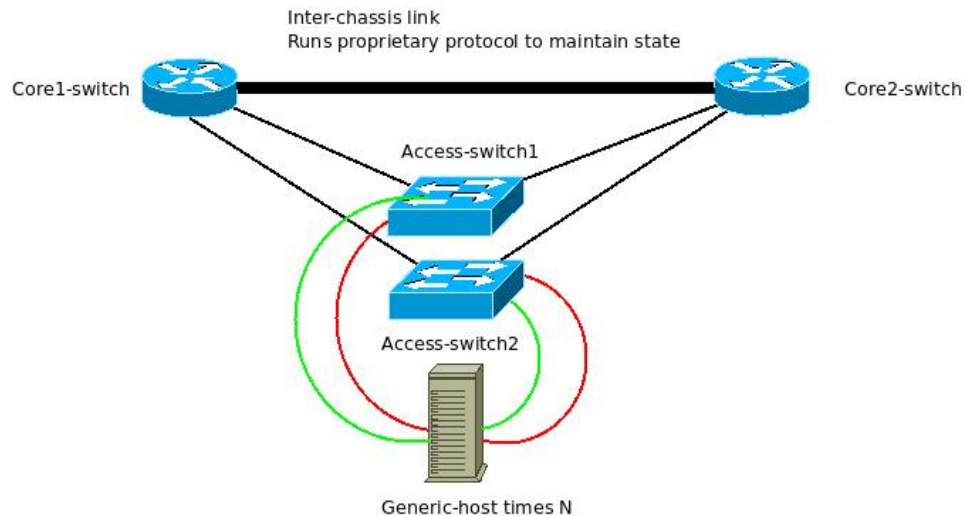 Inter-chassis link
Runs proprietary protocol to maintain state
Core1-switch
Core2-switch
Access-switch1
Access-switch2
Generic-host times N